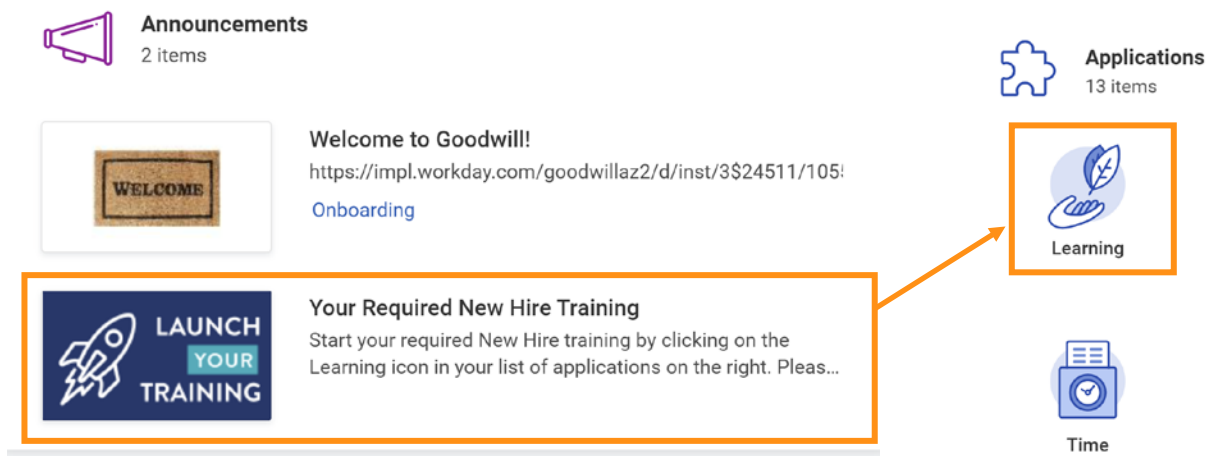 Announcements
2 items
Applications
13 items
WELCOME
Welcome to Goodwill!
https://impl.workday.com/goodwillaz2/d/inst/3$24511/105
Onboarding
Learning
LAUNCH
YOUR
TRAINING
Your Required New Hire Training
Start your required New Hire training by clicking on the
Learning icon in your list of applications on the right. Pleas...
Time